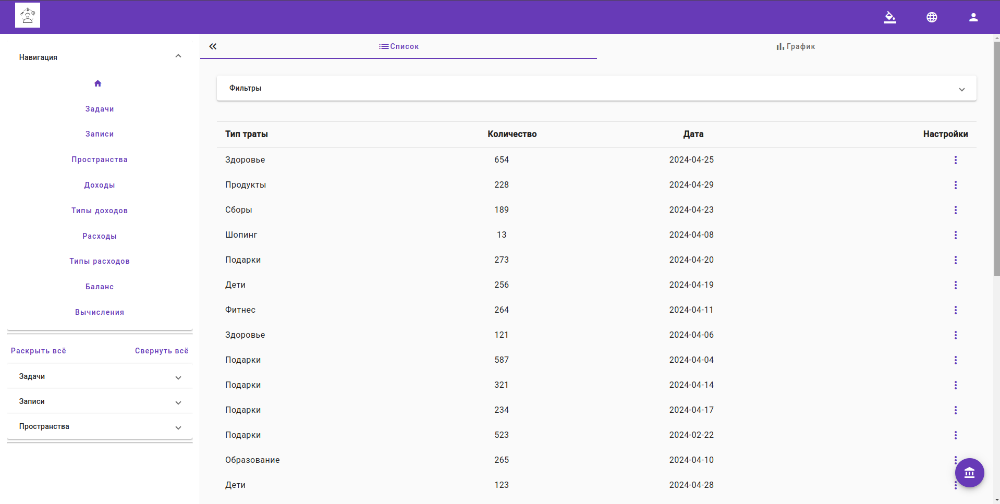 Навигация
Задачи
Записи
Пространства
Доходы
Типы доходов
Расходы
Типы расходов
Баланс
Вычисления
Раскрыть всё Свернуть всё
Задачи
Записи
Пространства
Список График
Фильтры
Тип траты Количество Дата Настройки
Здоровье 654 2024-04-25
Продукты 228 2024-04-29
Сборы 189 2024-04-23
Шопинг 13 2024-04-08
Подарки 273 2024-04-20
Дети 256 2024-04-19
Фитнес 264 2024-04-11
Здоровье 121 2024-04-06
Подарки 587 2024-04-04
Подарки 321 2024-04-14
Подарки 234 2024-04-17
Подарки 523 2024-02-22
Образование 265 2024-04-10
Дети 123 2024-04-28